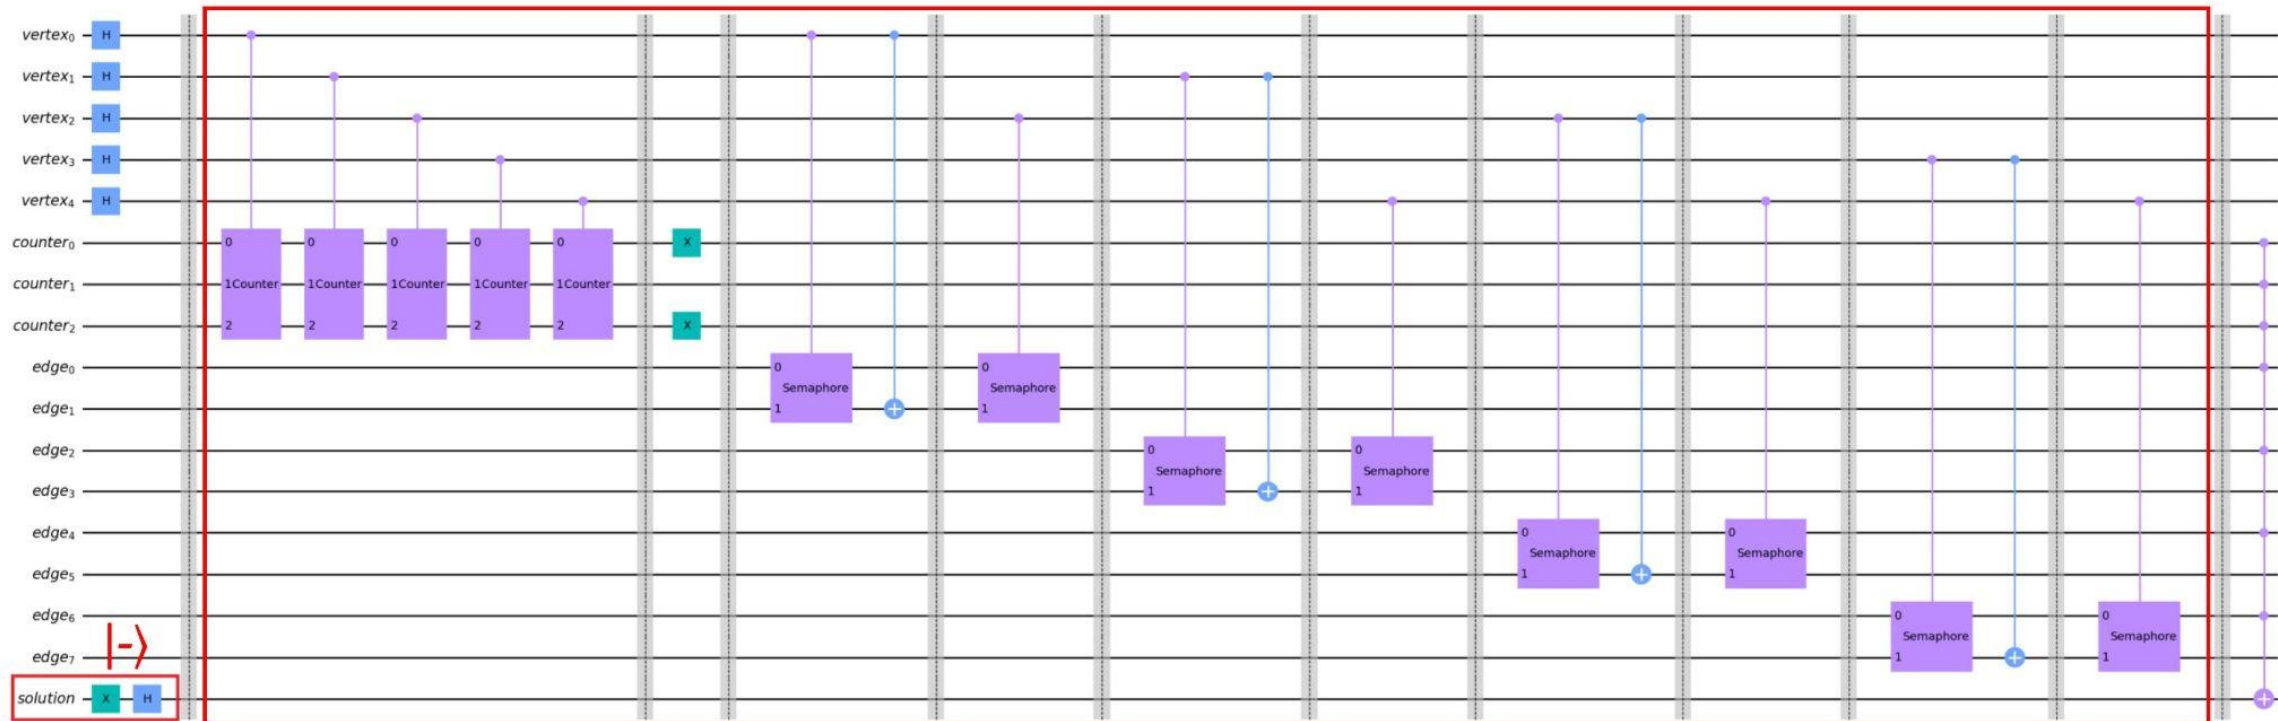 vertex₀ H
vertex₁ H
vertex₂ H
vertex₃ H
vertex₄ H
counter₀ 0 0 0 0 0 X
counter₁ 1Counter 1Counter 1Counter 1Counter 1Counter
counter₂ 2 2 2 2 2 X
edge₀ 0 0
Semaphore Semaphore
edge₁ 1 1
edge₂ 0 0
Semaphore Semaphore
edge₃ 1 1
edge₄ 0 0
Semaphore Semaphore
edge₅ 1 1
edge₆ 0 0
|-⟩ Semaphore Semaphore
edge₇ 1 1
solution X H